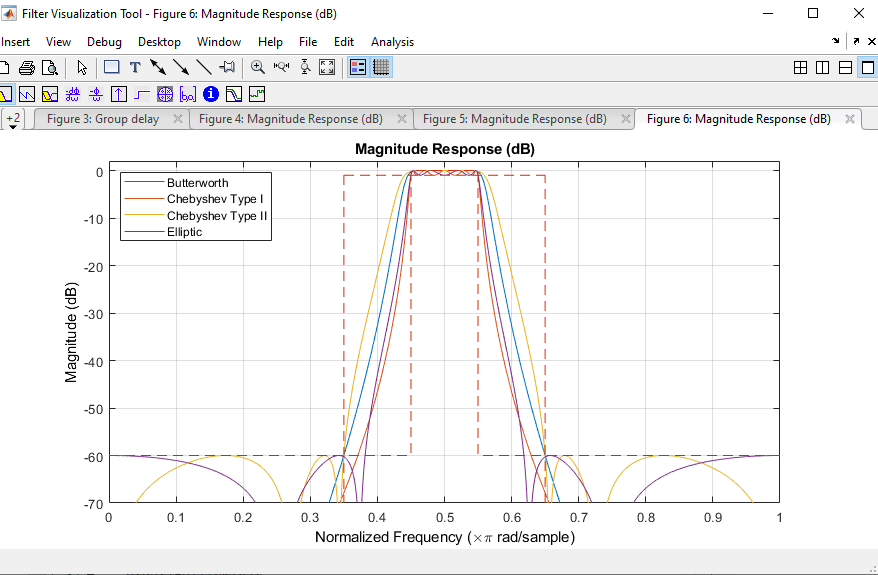 Filter Visualization Tool - Figure 6: Magnitude Response (dB)
Insert View Debug Desktop Window Help File Edit Analysis
+2 Figure 3: Group delay Figure 4: Magnitude Response (dB) Figure 5: Magnitude Response (dB) Figure 6: Magnitude Response (dB)
Magnitude Response (dB)
Butterworth
Chebyshev Type I
Chebyshev Type II
Elliptic
Magnitude (dB)
0
-10
-20
-30
-40
-50
-60
-70
0 0.1 0.2 0.3 0.4 0.5 0.6 0.7 0.8 0.9 1
Normalized Frequency (×π rad/sample)